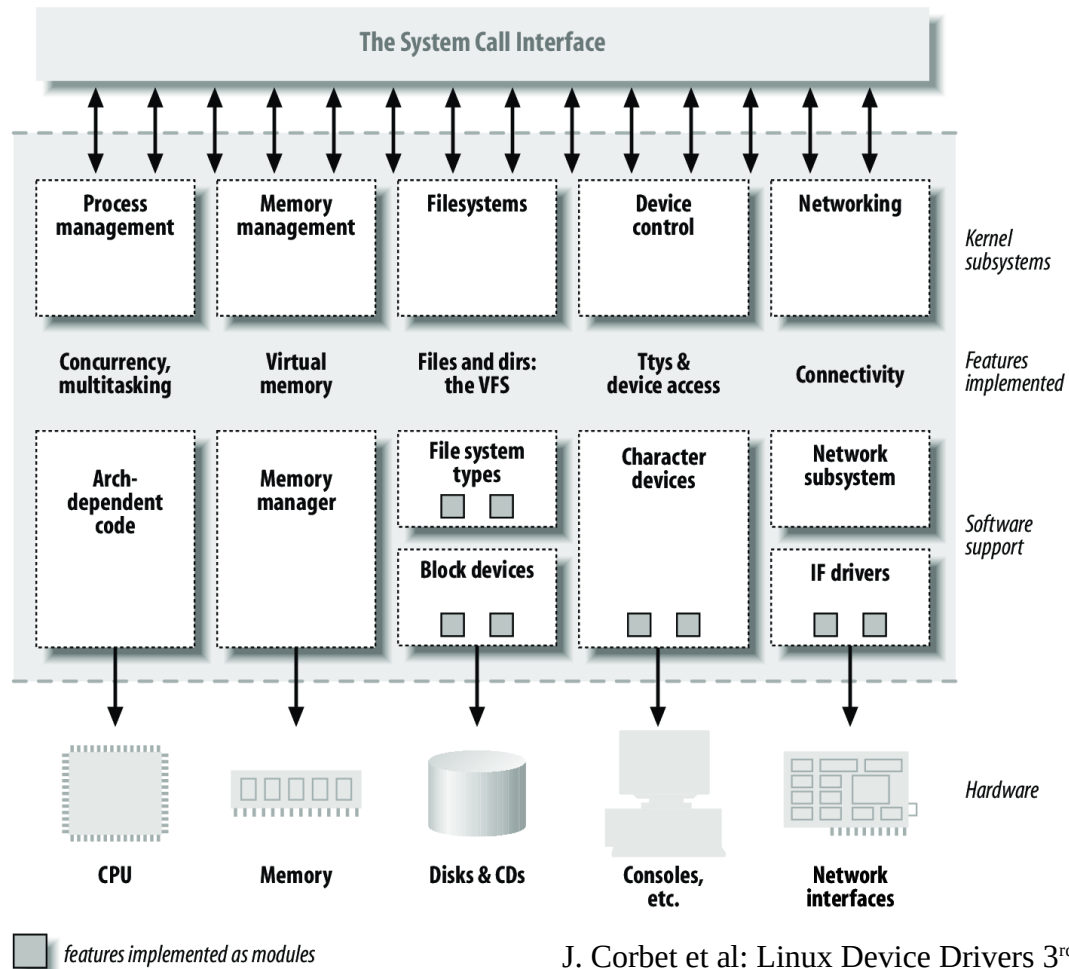 The System Call Interface
Process
management
Memory
management
Filesystems
Device
control
Networking
Kernel
subsystems
Concurrency,
multitasking
Virtual
memory
Files and dirs:
the VFS
Ttys &
device access
Connectivity
Features
implemented
Arch-
dependent
code
Memory
manager
File system
types
Block devices
Character
devices
Network
subsystem
IF drivers
Software
support
Hardware
CPU
Memory
Disks & CDs
Consoles,
etc.
Network
interfaces
features implemented as modules
J. Corbet et al: Linux Device Drivers 3rd